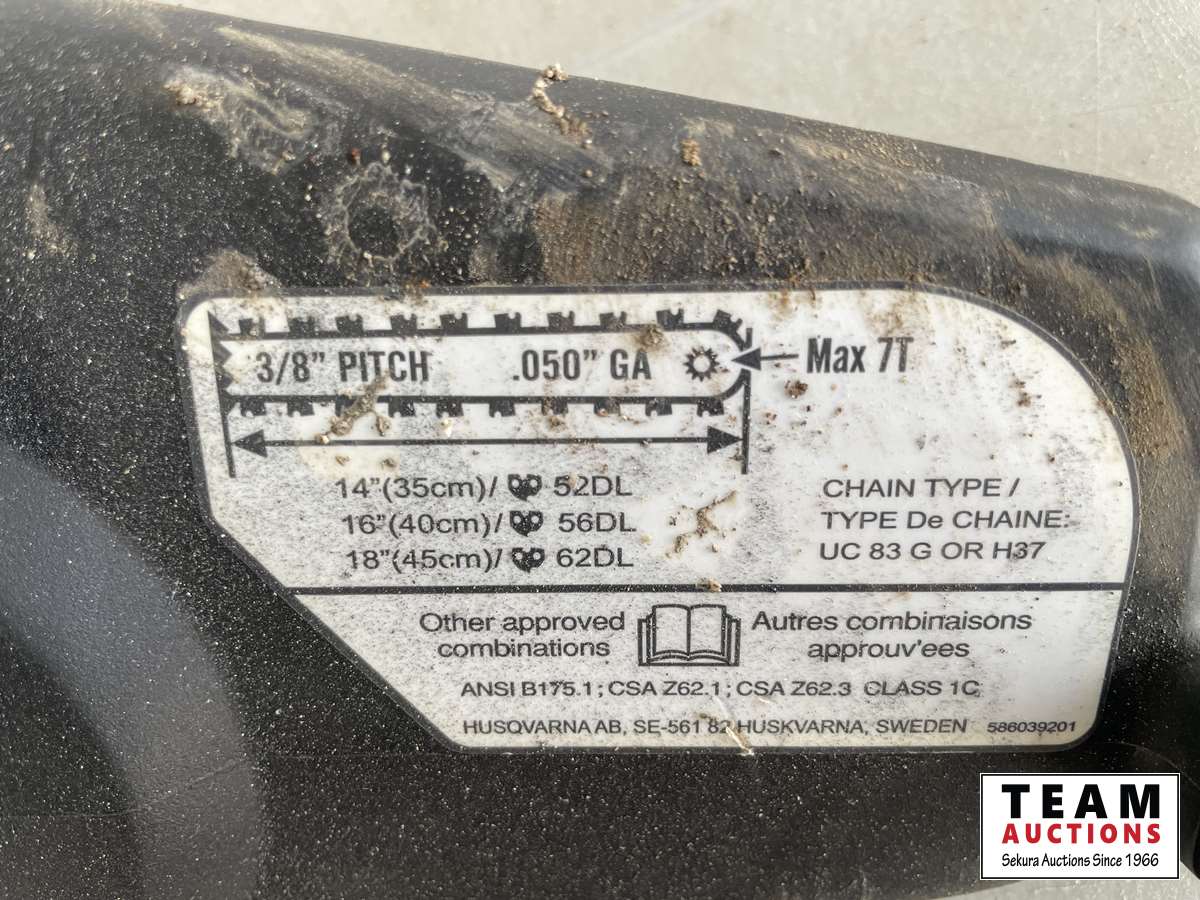 3/8” PITCH .050” GA Max 7T
14”(35cm)/ 52DL
16”(40cm)/ 56DL
18”(45cm)/ 62DL
CHAIN TYPE /
TYPE De CHAINE:
UC 83 G OR H37
Other approved
combinations
Autres combinaisons
approuv'ees
ANSI B175.1; CSA Z62.1; CSA Z62.3 CLASS 1C
HUSQVARNA AB, SE-561 82 HUSKVARNA, SWEDEN 586039201
TEAM
AUCTIONS
Sekura Auctions Since 1966